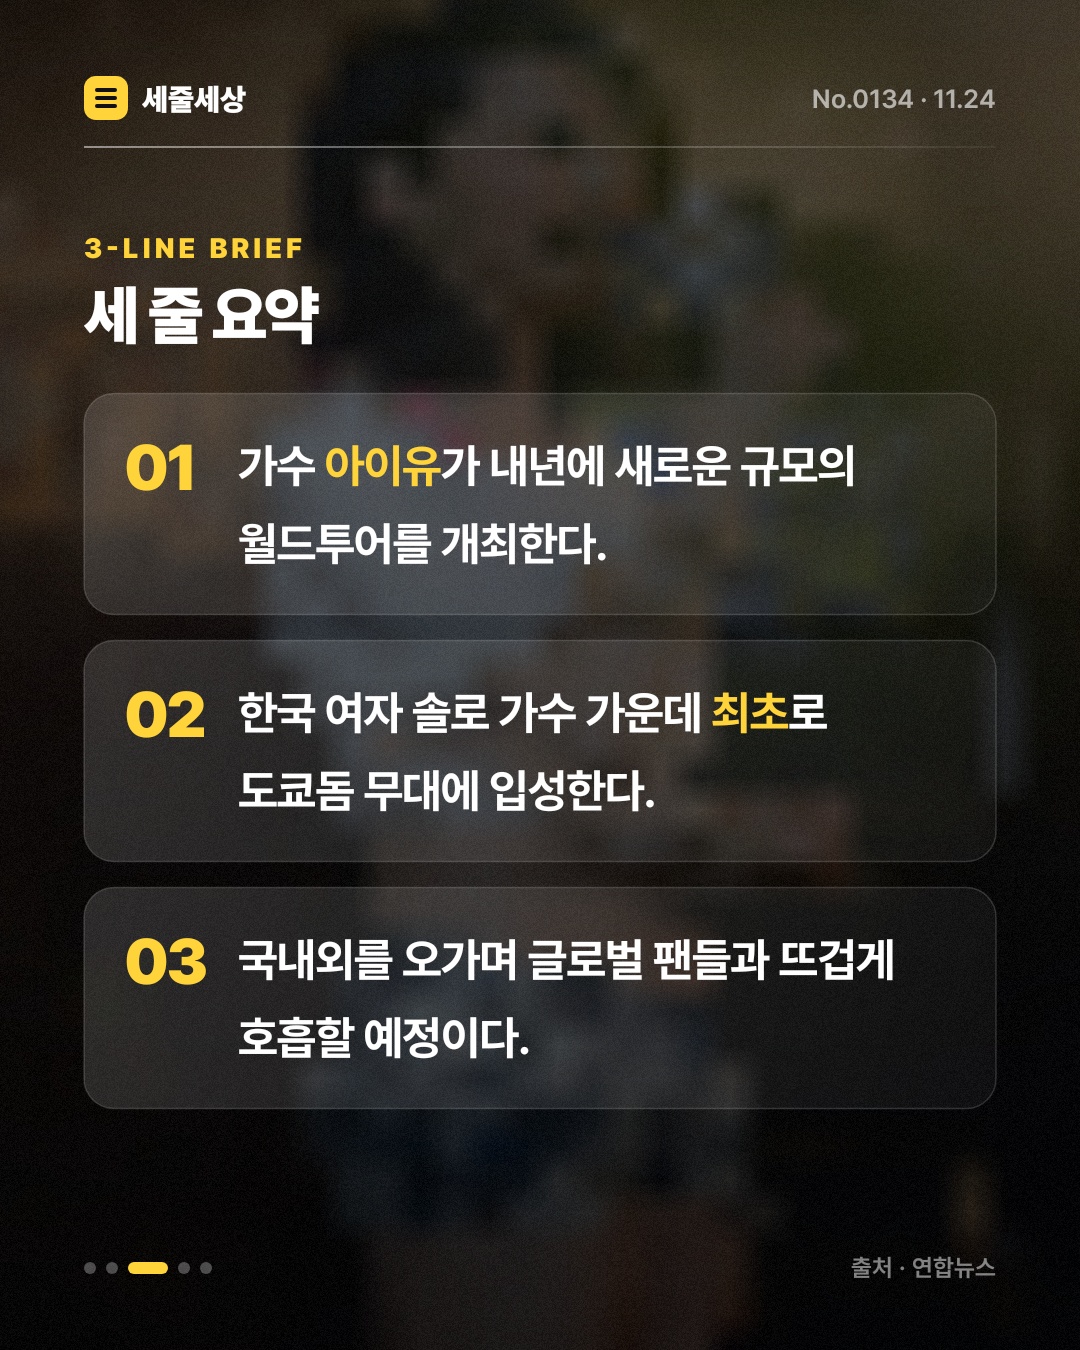 세줄세상
No.0134 · 11.24
3-LINE BRIEF
세 줄 요약
01 가수 아이유가 내년에 새로운 규모의
월드투어를 개최한다.
02 한국 여자 솔로 가수 가운데 최초로
도쿄돔 무대에 입성한다.
03 국내외를 오가며 글로벌 팬들과 뜨겁게
호흡할 예정이다.
출처 · 연합뉴스